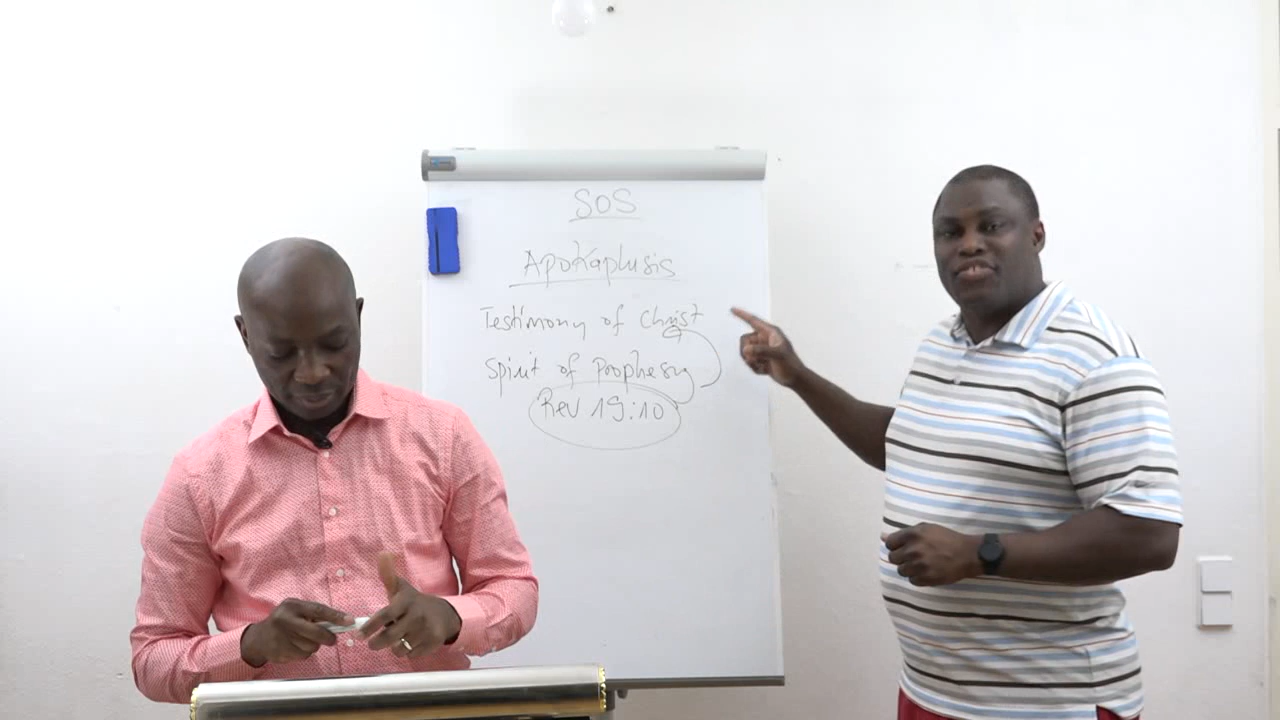 SOS
Apokaplusis
Testimony of Christ
Spirit of Prophesy
Rev 19:10